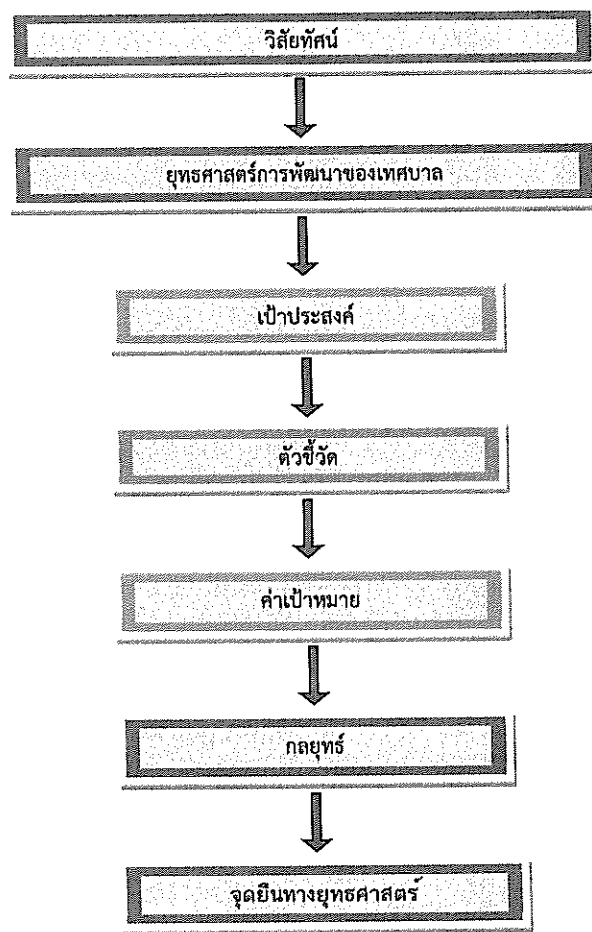 วิสัยทัศน์
ยุทธศาสตร์การพัฒนาของเทศบาล
เป้าประสงค์
ตัวชี้วัด
ค่าเป้าหมาย
กลยุทธ์
จุดยืนทางยุทธศาสตร์